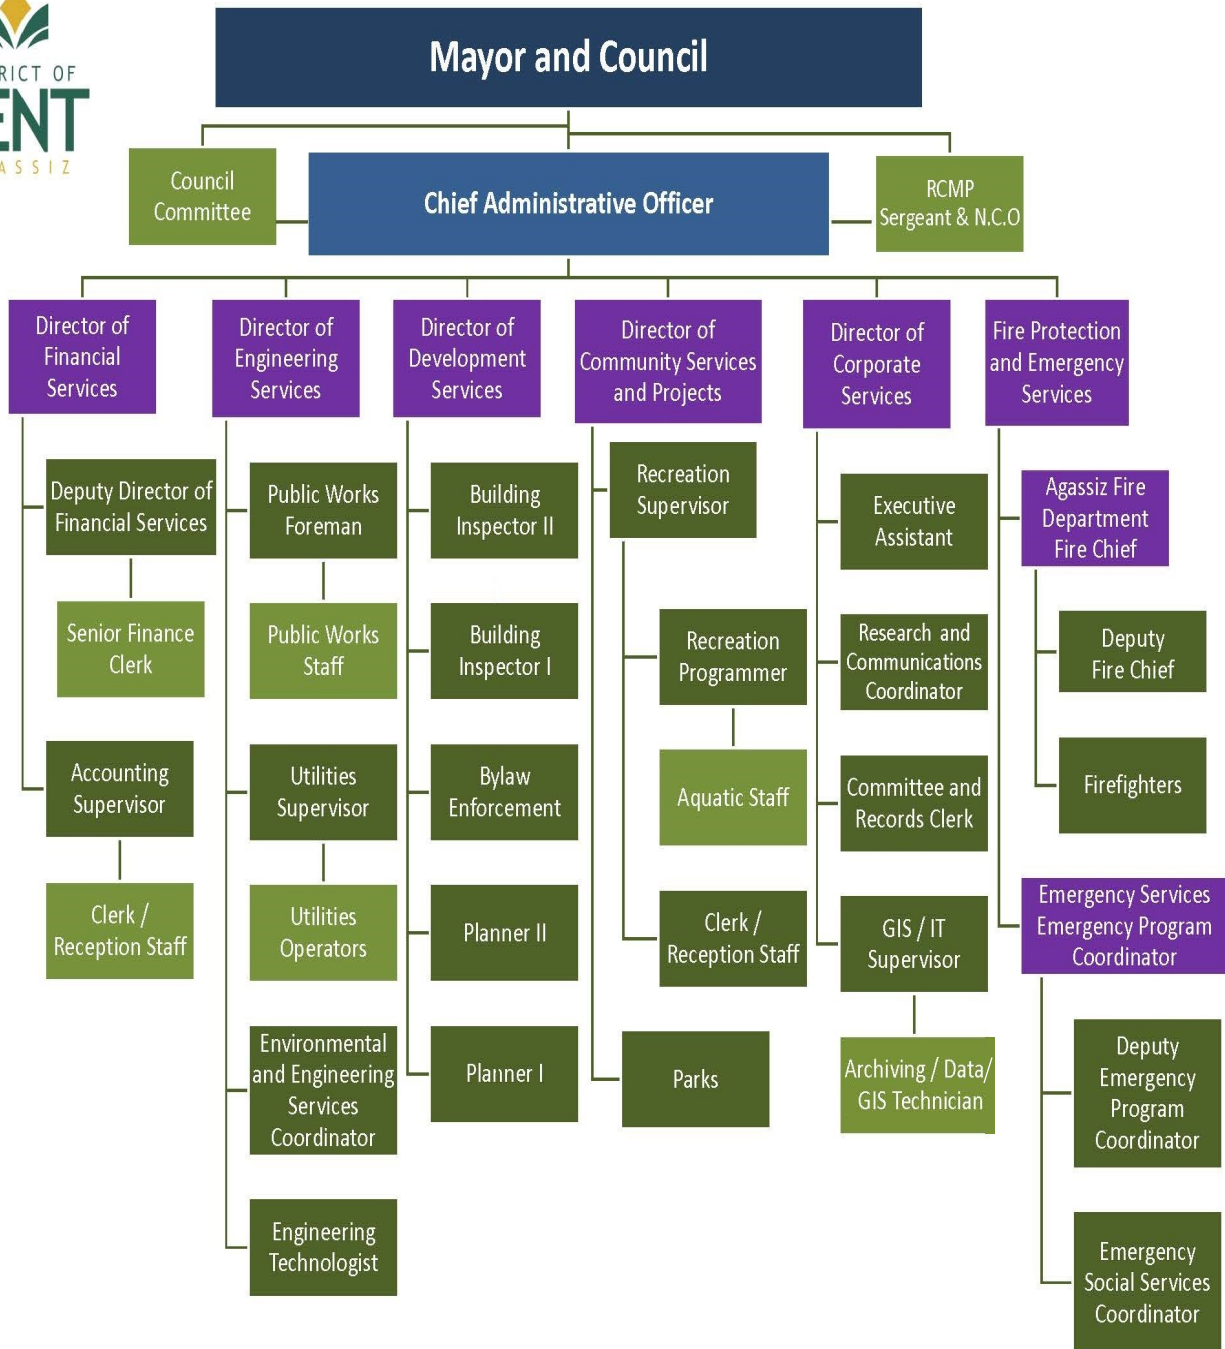 RICT OF
ENT
ASSIZ
Mayor and Council
Council
Committee
Chief Administrative Officer
RCMP
Sergeant & N.C.O
Director of
Financial
Services
Director of
Engineering
Services
Director of
Development
Services
Director of
Community Services
and Projects
Director of
Corporate
Services
Fire Protection
and Emergency
Services
Deputy Director of
Financial Services
Senior Finance
Clerk
Accounting
Supervisor
Clerk /
Reception Staff
Public Works
Foreman
Public Works
Staff
Utilities
Supervisor
Utilities
Operators
Environmental
and Engineering
Services
Coordinator
Engineering
Technologist
Building
Inspector II
Building
Inspector I
Bylaw
Enforcement
Planner II
Planner I
Recreation
Supervisor
Recreation
Programmer
Aquatic Staff
Clerk /
Reception Staff
Parks
Executive
Assistant
Research and
Communications
Coordinator
Committee and
Records Clerk
GIS / IT
Supervisor
Archiving / Data/
GIS Technician
Agassiz Fire
Department
Fire Chief
Deputy
Fire Chief
Firefighters
Emergency Services
Emergency Program
Coordinator
Deputy
Emergency
Program
Coordinator
Emergency
Social Services
Coordinator